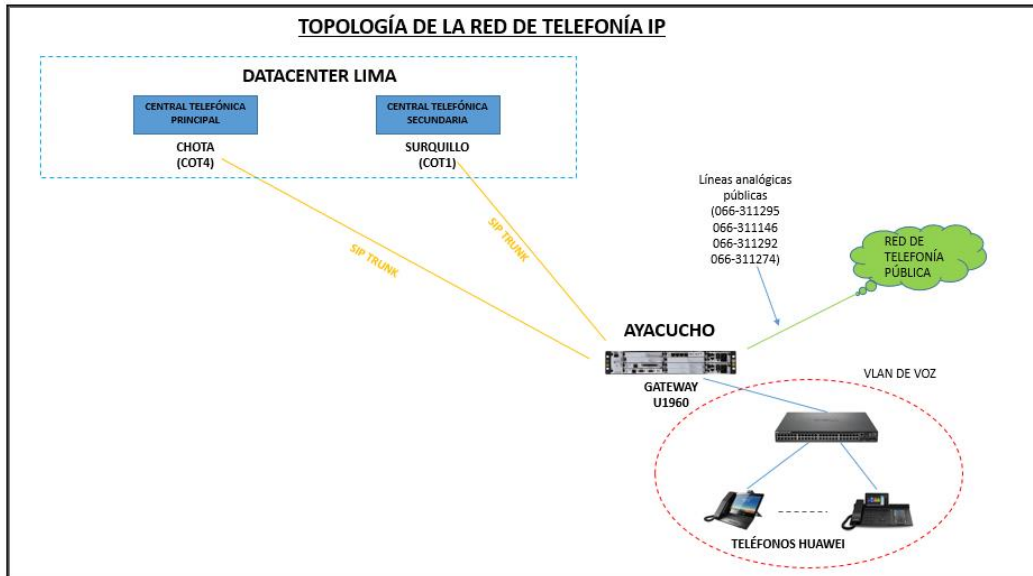 TOPOLOGÍA DE LA RED DE TELEFONÍA IP
DATACENTER LIMA
CENTRAL TELEFÓNICA
PRINCIPAL
CHOTA
(COT4)
CENTRAL TELEFÓNICA
SECUNDARIA
SURQUILLO
(COT1)
SIP TRUNK
SIP TRUNK
Líneas analógicas
públicas
(066-311295
066-311146
066-311292
066-311274)
RED DE
TELEFONÍA
PÚBLICA
AYACUCHO
GATEWAY
U1960
VLAN DE VOZ
TELÉFONOS HUAWEI